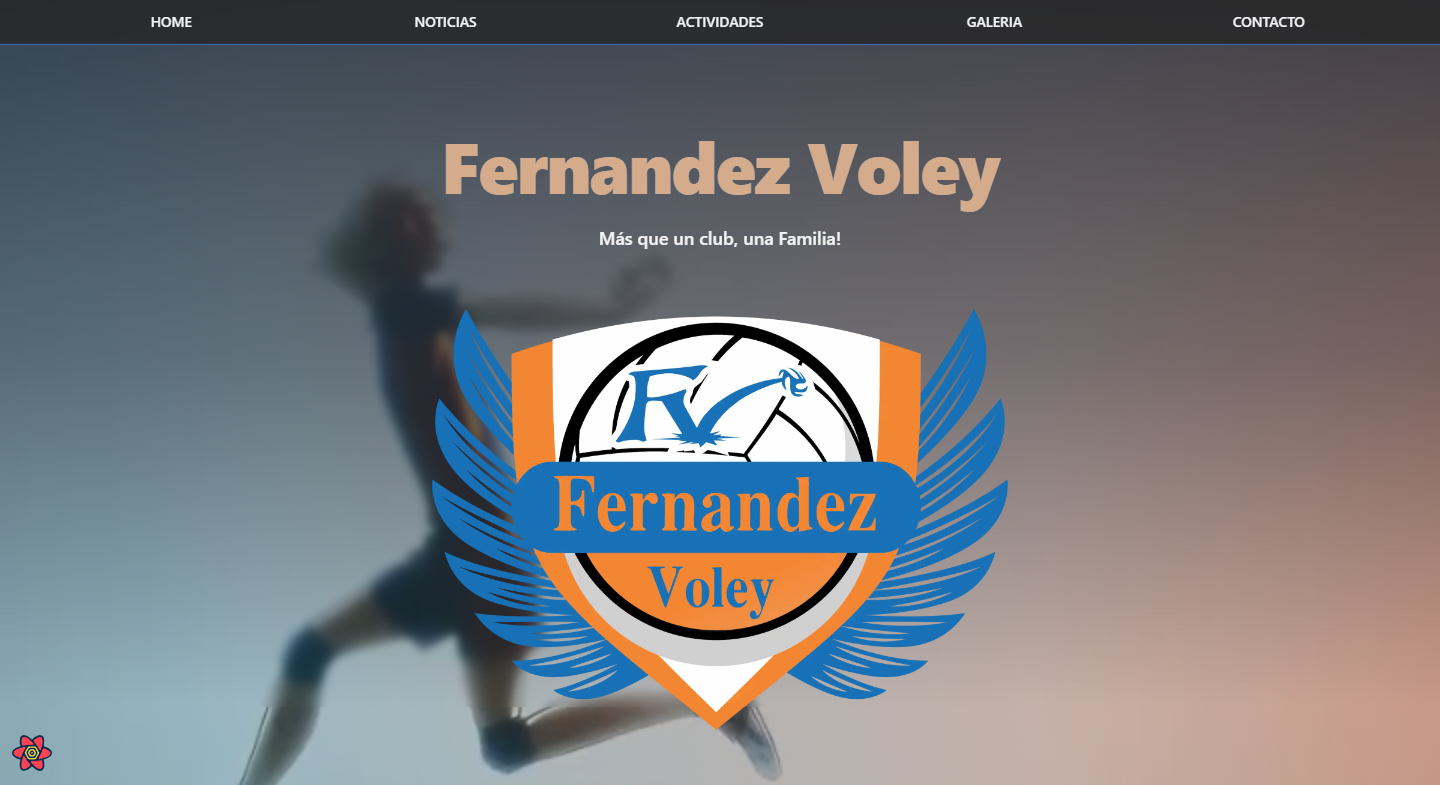 HOME NOTICIAS ACTIVIDADES GALERIA CONTACTO
Fernandez Voley
Más que un club, una Familia!
FV
Fernandez
Voley